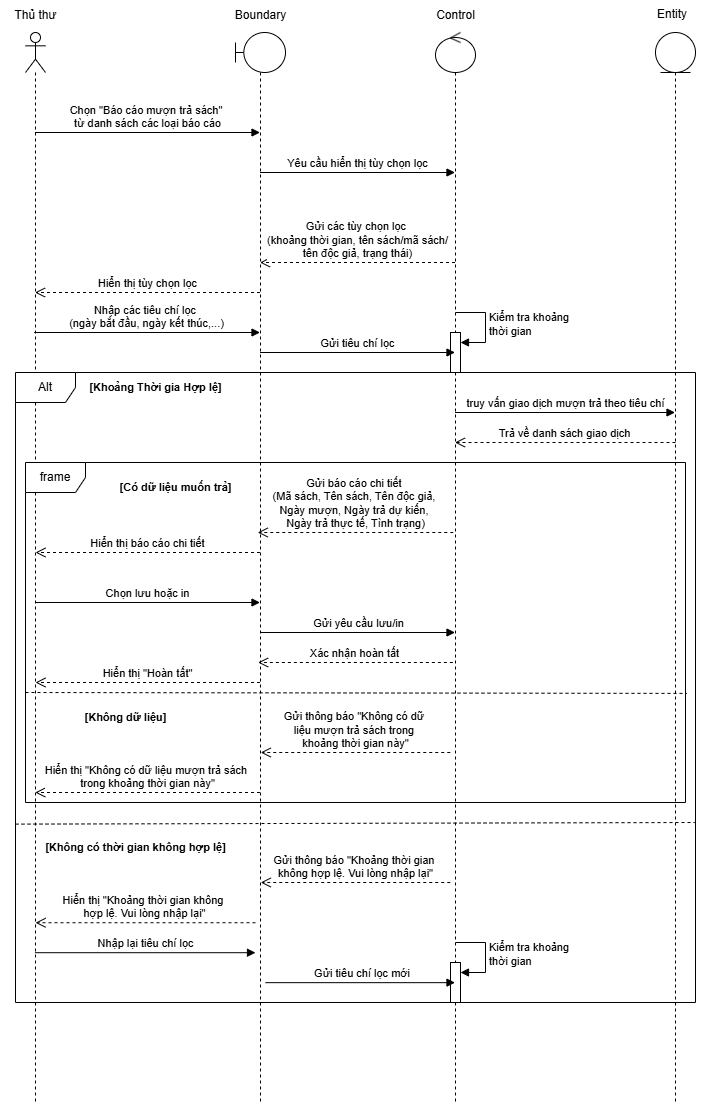 Thủ thư
Boundary
Control
Entity
Chọn "Báo cáo mượn trả sách"
từ danh sách các loại báo cáo
Yêu cầu hiển thị tùy chọn lọc
Gửi các tùy chọn lọc
(khoảng thời gian, tên sách/mã sách/
tên độc giả, trạng thái)
Hiển thị tùy chọn lọc
Nhập các tiêu chí lọc
(ngày bắt đầu, ngày kết thúc,...)
Kiểm tra khoảng
thời gian
Gửi tiêu chí lọc
Alt
[Khoảng Thời gia Hợp lệ]
truy vấn giao dịch mượn trả theo tiêu chí
Trả về danh sách giao dịch
frame
[Có dữ liệu muốn trả]
Gửi báo cáo chi tiết
(Mã sách, Tên sách, Tên độc giả,
Ngày mượn, Ngày trả dự kiến,
Ngày trả thực tế, Tình trạng)
Hiển thị báo cáo chi tiết
Chọn lưu hoặc in
Gửi yêu cầu lưu/in
Xác nhận hoàn tất
Hiển thị "Hoàn tất"
[Không dữ liệu]
Gửi thông báo "Không có dữ
liệu mượn trả sách trong
khoảng thời gian này"
Hiển thị "Không có dữ liệu mượn trả sách
trong khoảng thời gian này"
[Không có thời gian không hợp lệ]
Gửi thông báo "Khoảng thời gian
không hợp lệ. Vui lòng nhập lại"
Hiển thị "Khoảng thời gian không
hợp lệ. Vui lòng nhập lại"
Nhập lại tiêu chí lọc
Kiểm tra khoảng
thời gian
Gửi tiêu chí lọc mới